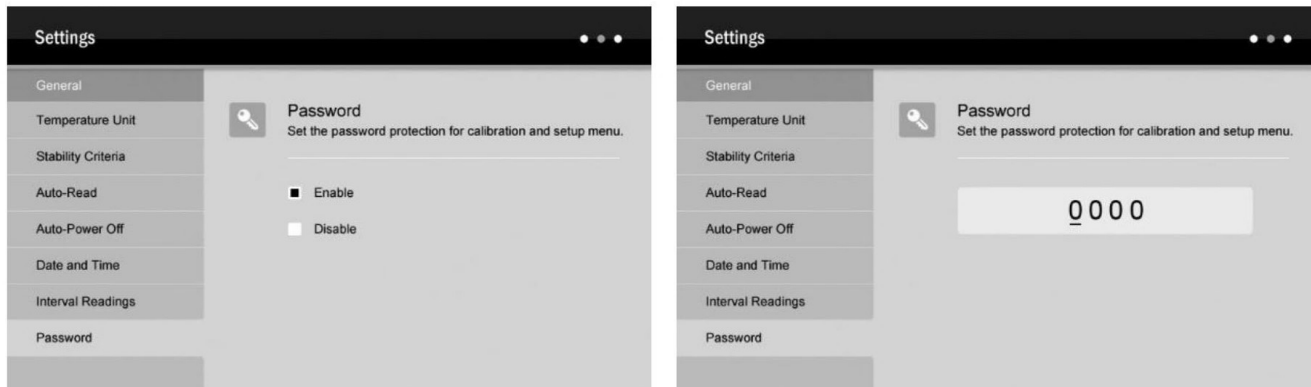 Settings
General
Temperature Unit
Stability Criteria
Auto-Read
Auto-Power Off
Date and Time
Interval Readings
Password
Password
Set the password protection for calibration and setup menu.
Enable
Disable
Settings
General
Temperature Unit
Stability Criteria
Auto-Read
Auto-Power Off
Date and Time
Interval Readings
Password
Password
Set the password protection for calibration and setup menu.
0000